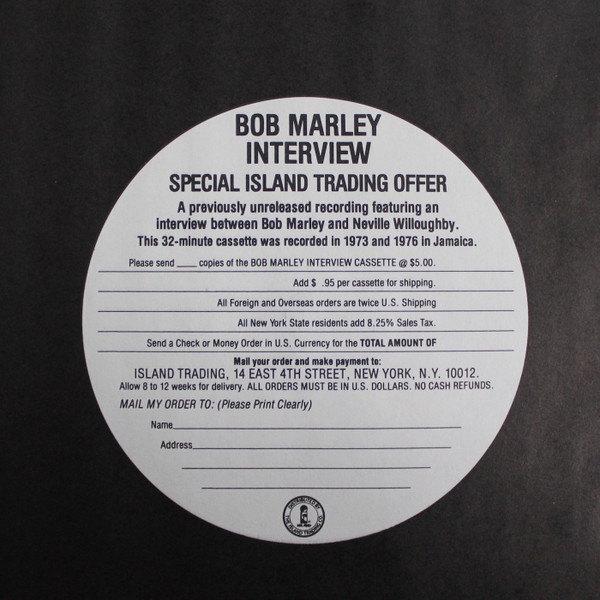 BOB MARLEY
INTERVIEW
SPECIAL ISLAND TRADING OFFER
A previously unreleased recording featuring an
interview between Bob Marley and Neville Willoughby.
This 32-minute cassette was recorded in 1973 and 1976 in Jamaica.
Please send ____ copies of the BOB MARLEY INTERVIEW CASSETTE @ $5.00.
Add $ .95 per cassette for shipping.
All Foreign and Overseas orders are twice U.S. Shipping
All New York State residents add 8.25% Sales Tax.
Send a Check or Money Order in U.S. Currency for the TOTAL AMOUNT OF
Mail your order and make payment to:
ISLAND TRADING, 14 EAST 4TH STREET, NEW YORK, N.Y. 10012.
Allow 8 to 12 weeks for delivery. ALL ORDERS MUST BE IN U.S. DOLLARS. NO CASH REFUNDS.
MAIL MY ORDER TO: (Please Print Clearly)
Name
Address
THE ISLAND TRADING CO